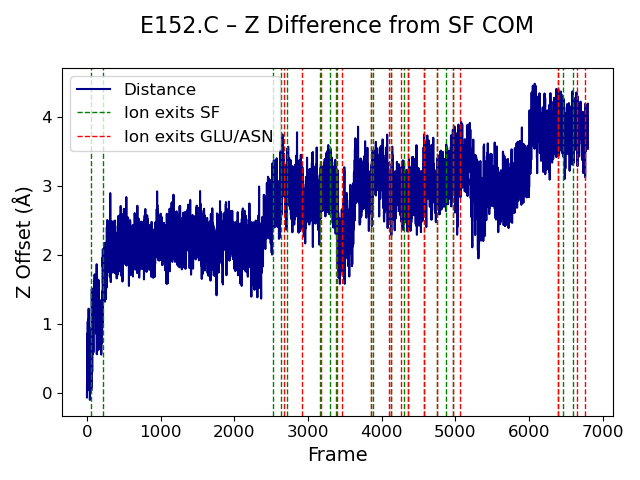 E152.C – Z Difference from SF COM
Distance
Ion exits SF
Ion exits GLU/ASN
Z Offset (Å)
4
3
2
1
0
0 1000 2000 3000 4000 5000 6000 7000
Frame